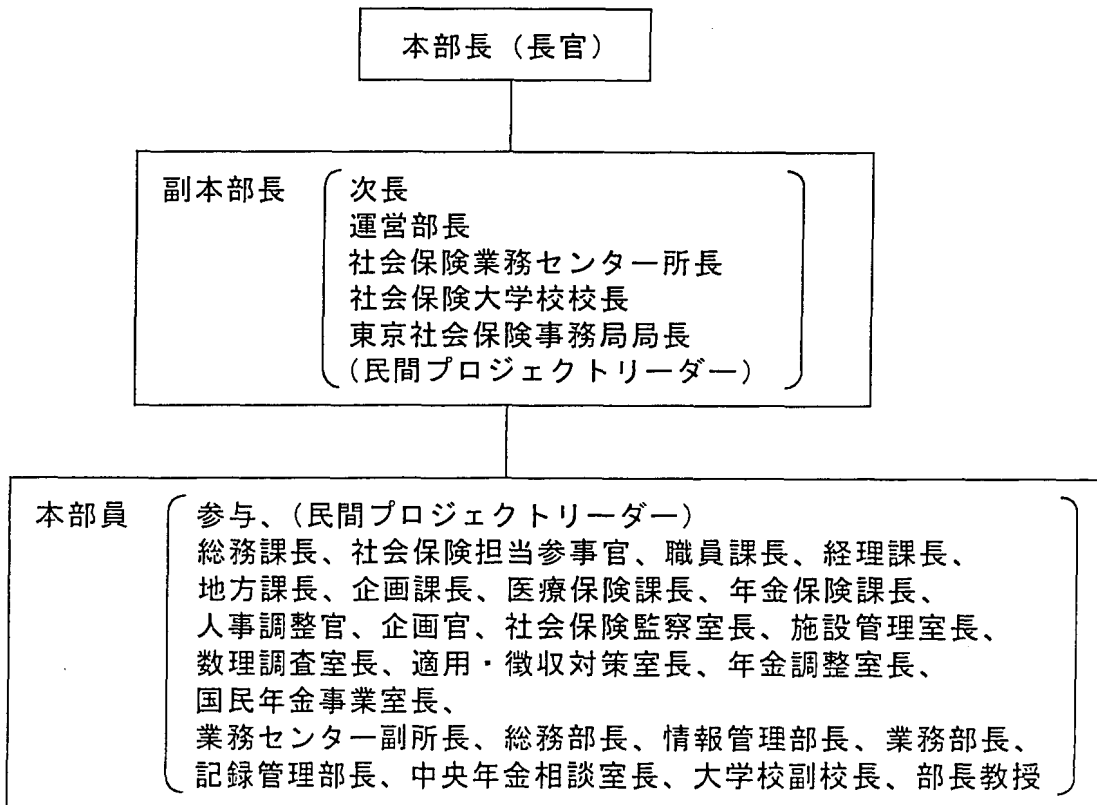 本部長（長官）
副本部長
次長
運営部長
社会保険業務センター所長
社会保険大学校校長
東京社会保険事務局局長
（民間プロジェクトリーダー）
本部員
参与、（民間プロジェクトリーダー）
総務課長、社会保険担当参事官、職員課長、経理課長、
地方課長、企画課長、医療保険課長、年金保険課長、
人事調整官、企画官、社会保険監察室長、施設管理室長、
数理調査室長、適用・徴収対策室長、年金調整室長、
国民年金事業室長、
業務センター副所長、総務部長、情報管理部長、業務部長、
記録管理部長、中央年金相談室長、大学校副校長、部長教授